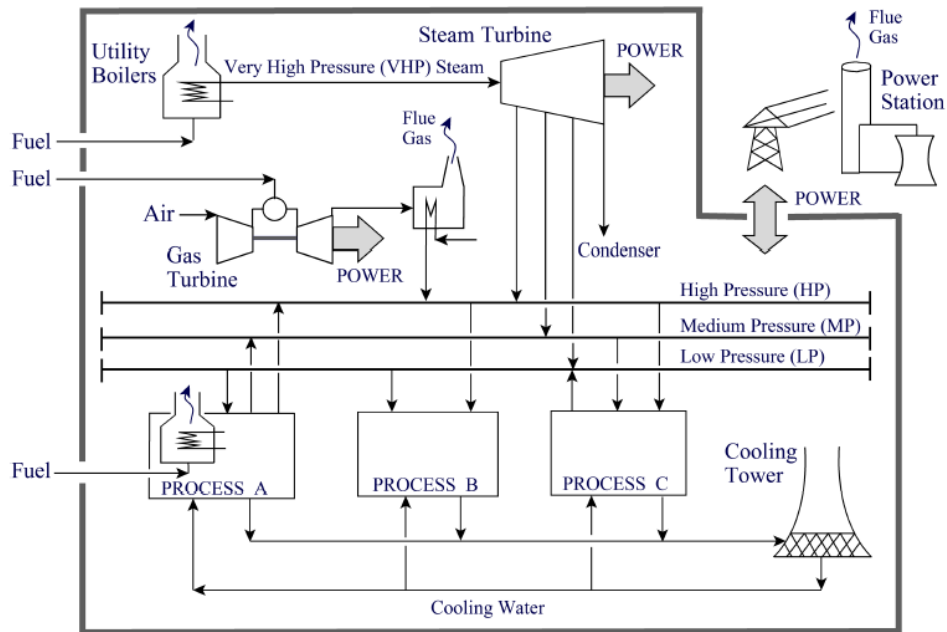 Steam Turbine
Flue
Gas
Utility
Boilers
Very High Pressure (VHP) Steam
POWER
Power
Station
Flue
Gas
Fuel
Fuel
Air
Gas
Turbine
POWER
Condenser
POWER
High Pressure (HP)
Medium Pressure (MP)
Low Pressure (LP)
Fuel
PROCESS A
PROCESS B
PROCESS C
Cooling
Tower
Cooling Water